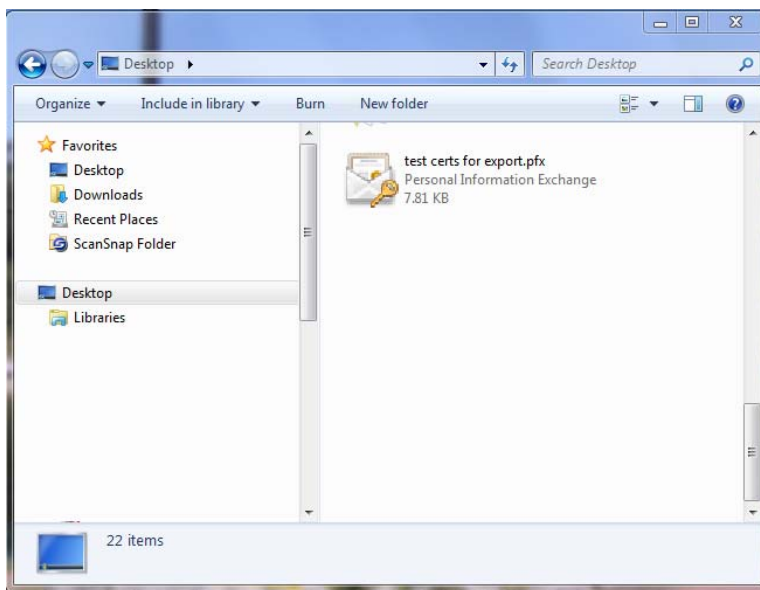 Desktop
Search Desktop
Organize Include in library Burn New folder
Favorites
Desktop
Downloads
Recent Places
ScanSnap Folder
Desktop
Libraries
test certs for export.pfx
Personal Information Exchange
7.81 KB
22 items